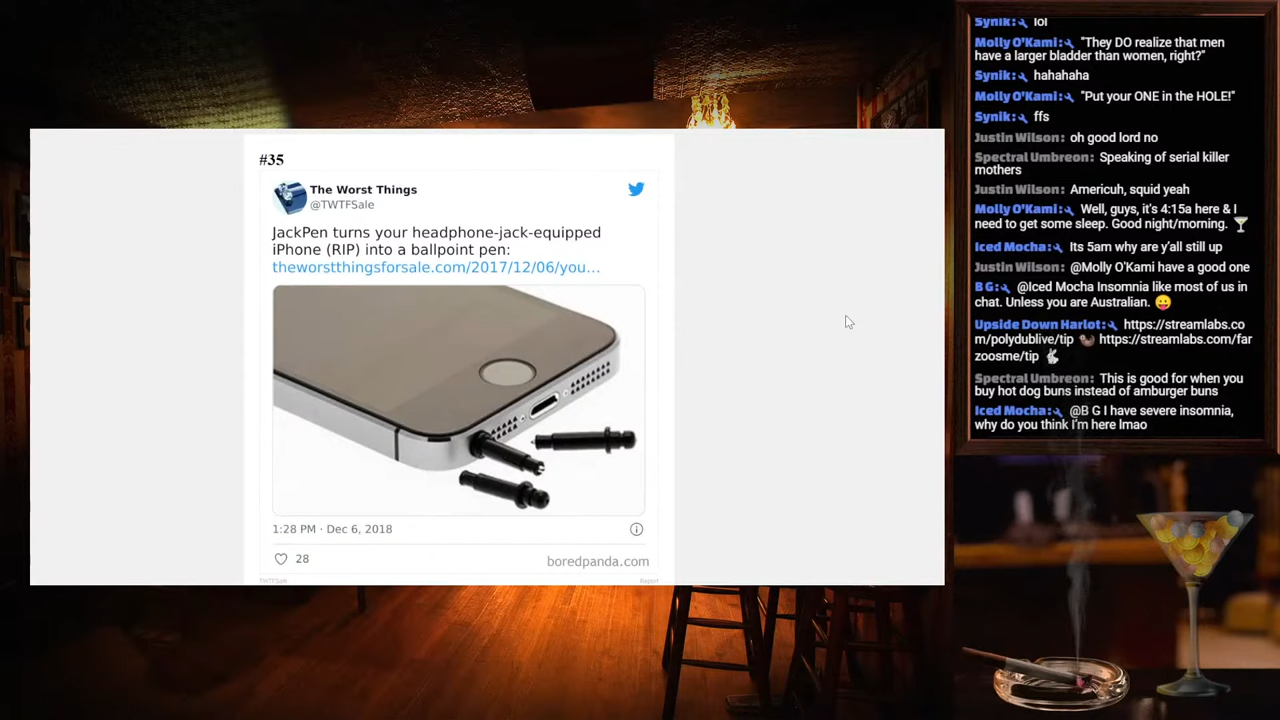 #35
The Worst Things
@TWTFSale
JackPen turns your headphone-jack-equipped
iPhone (RIP) into a ballpoint pen:
theworstthingsforsale.com/2017/12/06/you…
1:28 PM · Dec 6, 2018
28
boredpanda.com
TWTFSale
Report
Synik: lol
Molly O'Kami: "They DO realize that men
have a larger bladder than women, right?"
Synik: hahahaha
Molly O'Kami: "Put your ONE in the HOLE!"
Synik: ffs
Justin Wilson: oh good lord no
Spectral Umbreon: Speaking of serial killer
mothers
Justin Wilson: Americuh, squid yeah
Molly O'Kami: Well, guys, it's 4:15a here & I
need to get some sleep. Good night/morning. 🍸
Iced Mocha: Its 5am why are y'all still up
Justin Wilson: @Molly O'Kami have a good one
B G: @Iced Mocha Insomnia like most of us in
chat. Unless you are Australian. 😛
Upside Down Harlot: https://streamlabs.co
m/polydublive/tip 🦦 https://streamlabs.com/far
zoosme/tip 🐇
Spectral Umbreon: This is good for when you
buy hot dog buns instead of amburger buns
Iced Mocha: @B G I have severe insomnia,
why do you think i'm here lmao